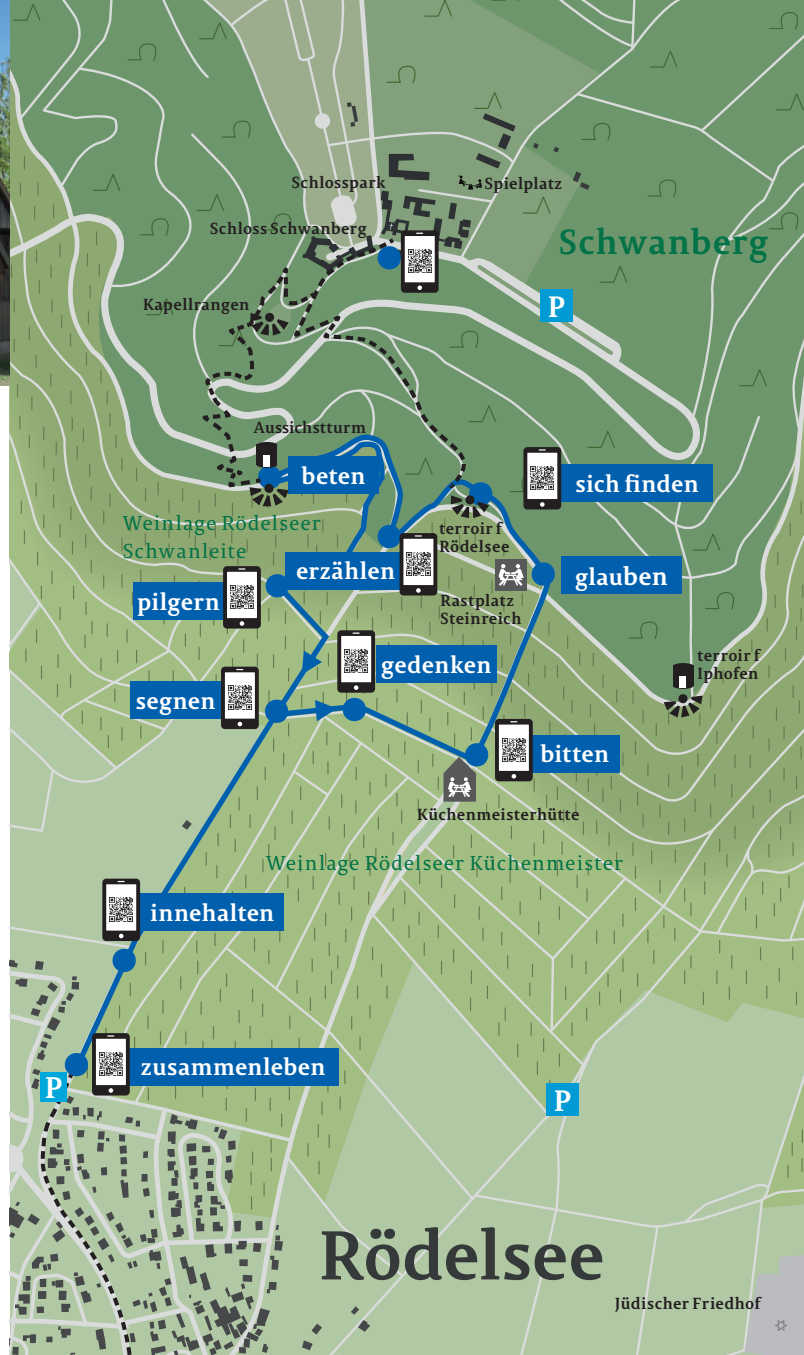 Schlosspark
Spielplatz
Schloss Schwanberg
Schwanberg
P
Kapellrangen
Aussichstturm
beten
sich finden
Weinlage Rödelseer
Schwanleite
terroir f
Rödelsee
erzählen
glauben
pilgern
Rastplatz
Steinreich
gedenken
terroir f
Iphofen
segnen
bitten
Küchenmeisterhütte
Weinlage Rödelseer Küchenmeister
innehalten
zusammenleben
P
P
Rödelsee
Jüdischer Friedhof